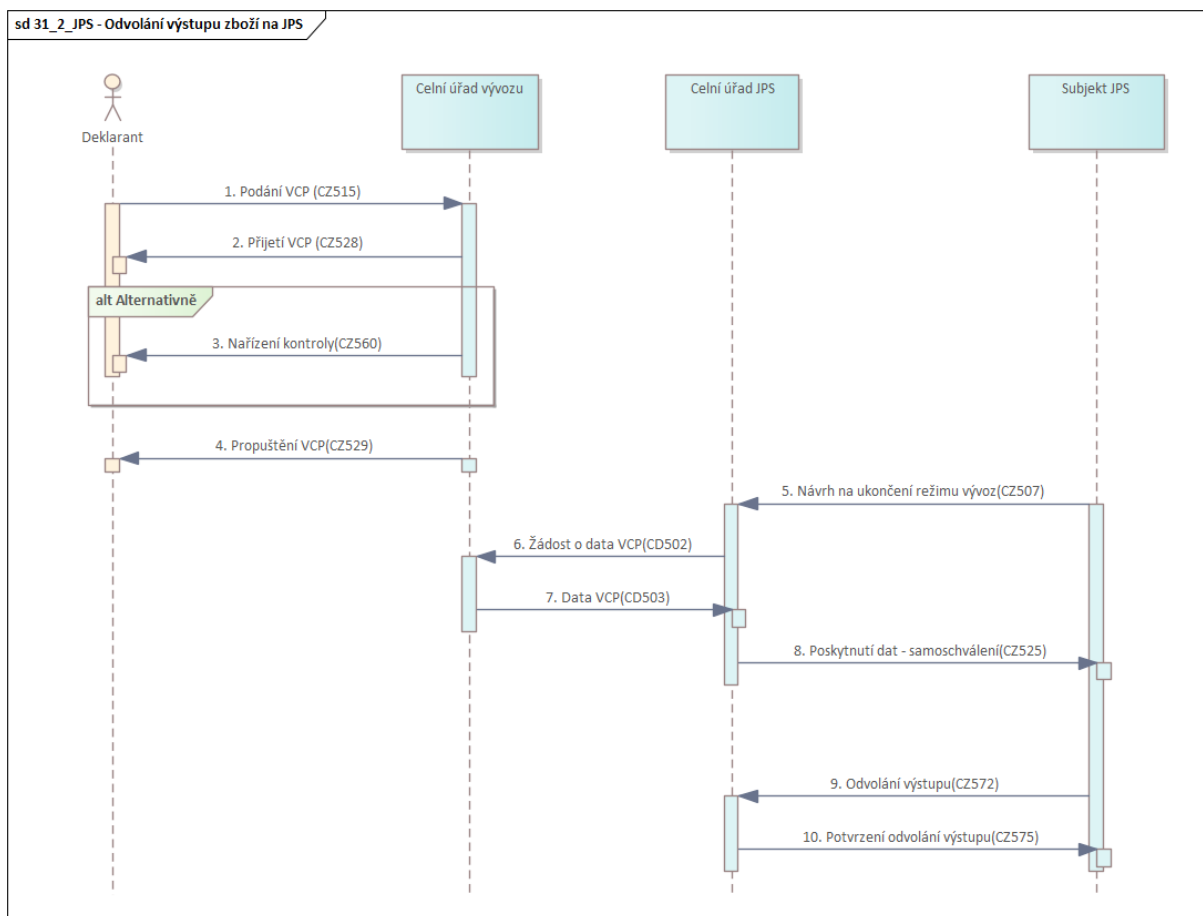 sd 31_2_JPS - Odvolání výstupu zboží na JPS
Deklarant
Celní úřad vývozu
Celní úřad JPS
Subjekt JPS
1. Podání VCP (CZ515)
2. Přijetí VCP (CZ528)
alt Alternativně
3. Nařízení kontroly(CZ560)
4. Propuštění VCP(CZ529)
5. Návrh na ukončení režimu vývoz(CZ507)
6. Žádost o data VCP(CD502)
7. Data VCP(CD503)
8. Poskytnutí dat - samoschválení(CZ525)
9. Odvolání výstupu(CZ572)
10. Potvrzení odvolání výstupu(CZ575)